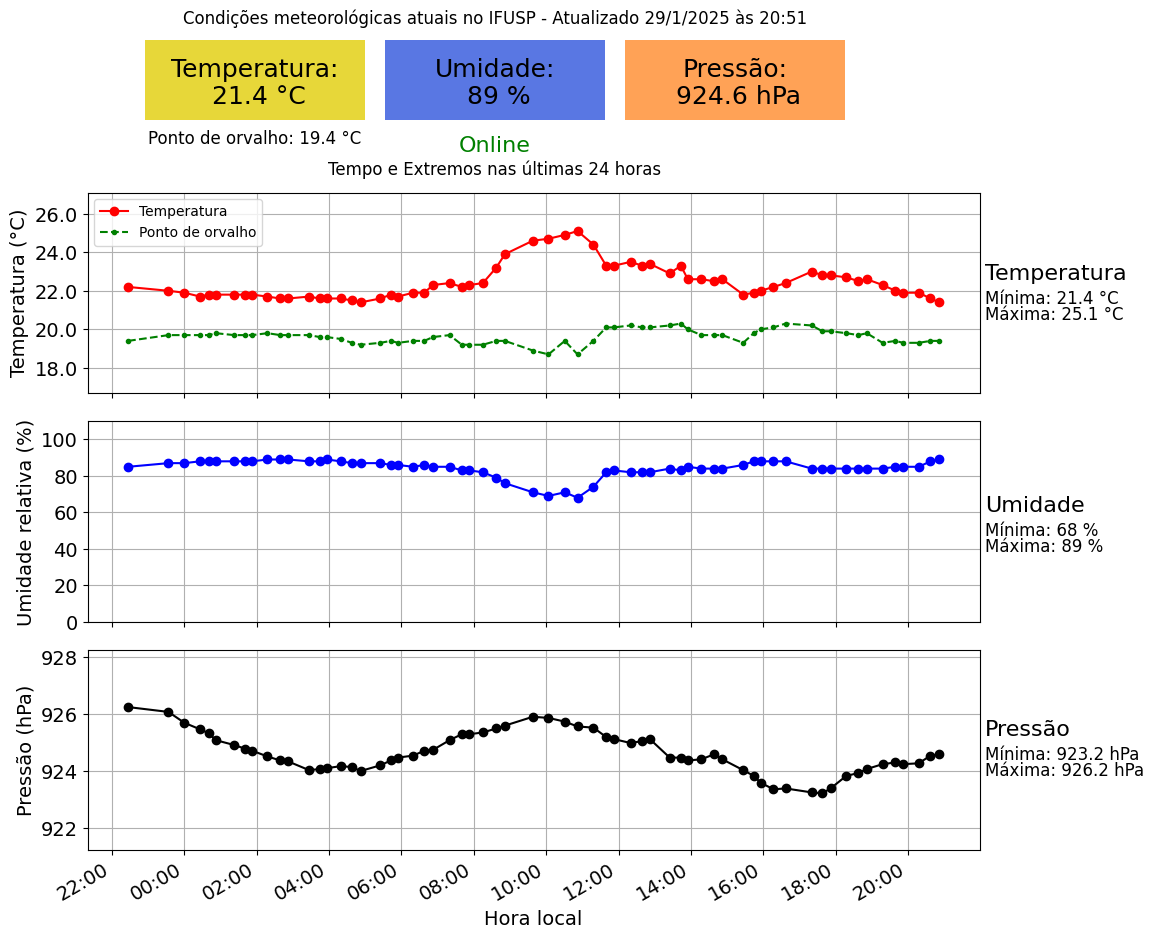 Condições meteorológicas atuais no IFUSP - Atualizado 29/1/2025 às 20:51
Temperatura:
21.4 °C
Umidade:
89 %
Pressão:
924.6 hPa
Ponto de orvalho: 19.4 °C
Online
Tempo e Extremos nas últimas 24 horas
Temperatura (°C)
26.0
24.0
22.0
20.0
18.0
Temperatura
Ponto de orvalho
Temperatura
Mínima: 21.4 °C
Máxima: 25.1 °C
Umidade relativa (%)
100
80
60
40
20
0
Umidade
Mínima: 68 %
Máxima: 89 %
Pressão (hPa)
928
926
924
922
Pressão
Mínima: 923.2 hPa
Máxima: 926.2 hPa
22:00 00:00 02:00 04:00 06:00 08:00 10:00 12:00 14:00 16:00 18:00 20:00
Hora local